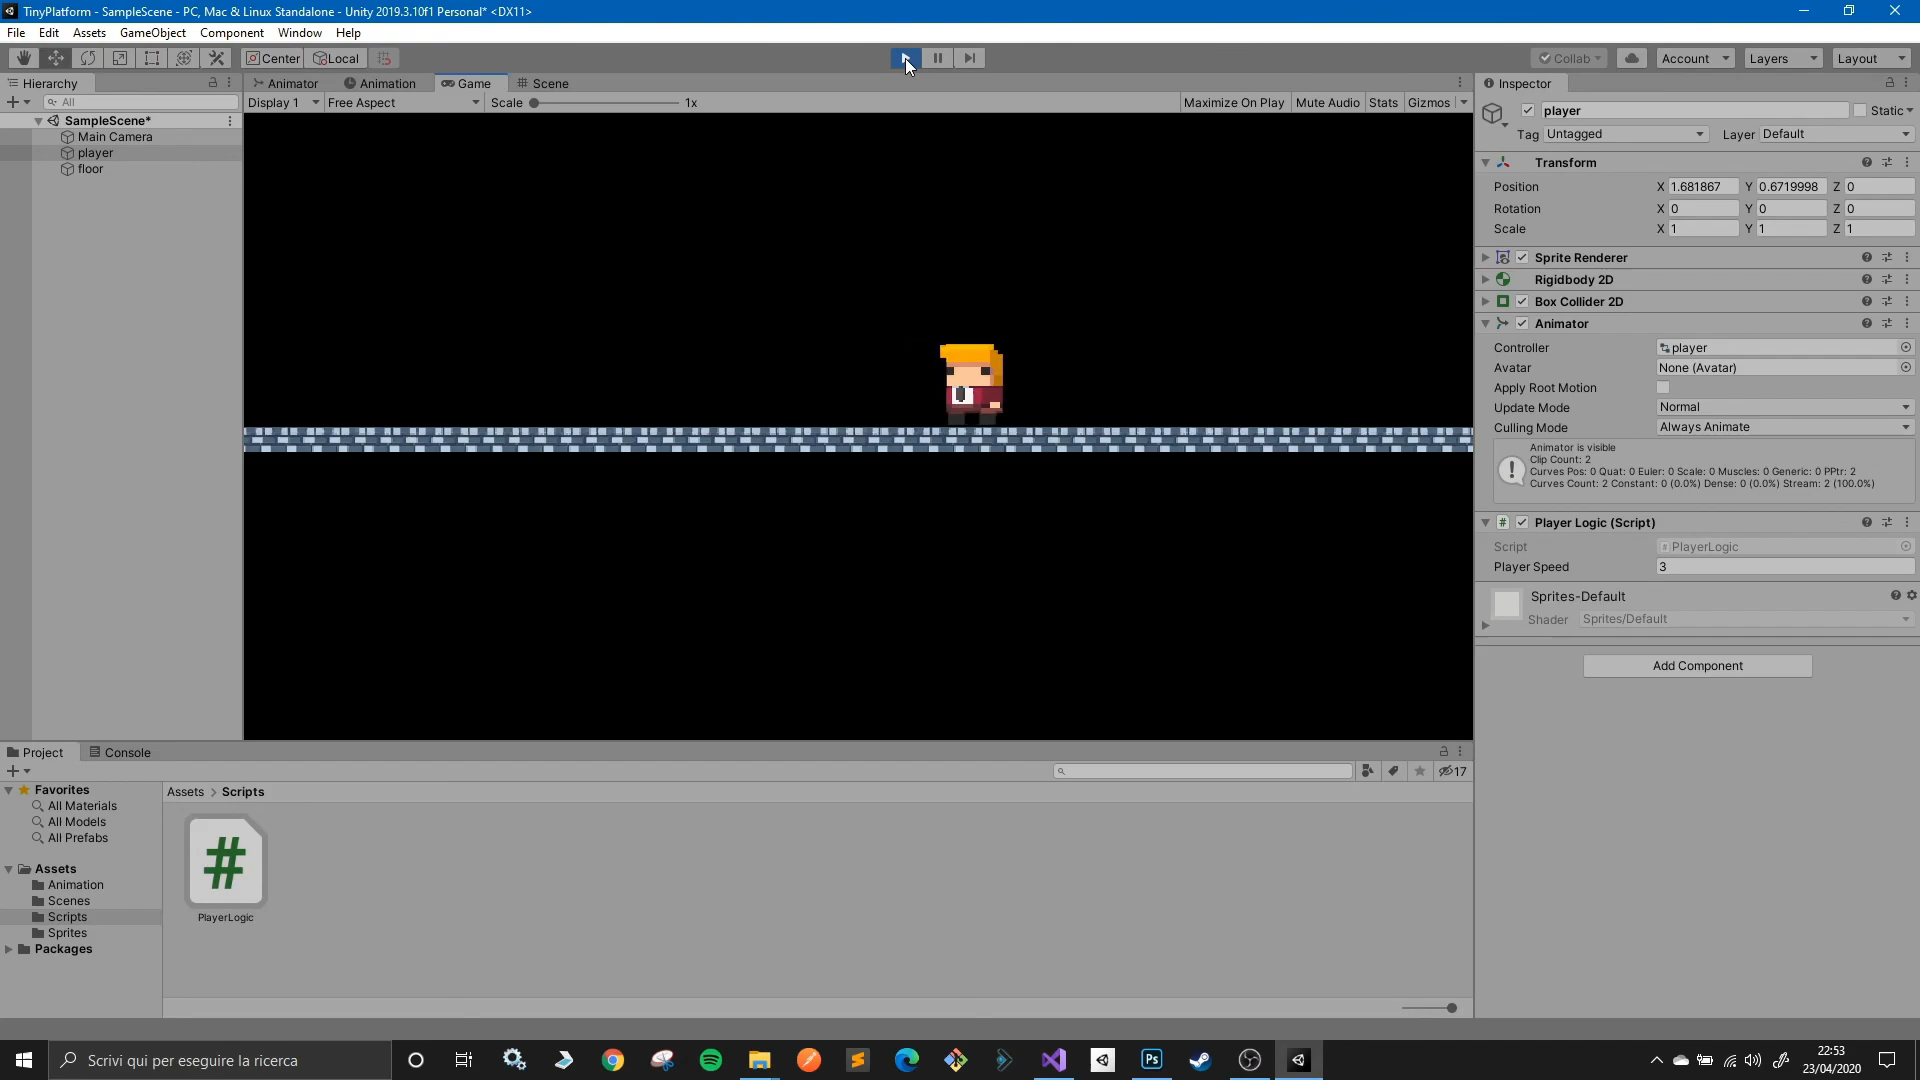 TinyPlatform - SampleScene - PC, Mac & Linux Standalone - Unity 2019.3.10f1 Personal* <DX11>
File Edit Assets GameObject Component Window Help
Center Local Collab Account Layers Layout
Hierarchy Animator Animation Game Scene Inspector
All Display 1 Free Aspect Scale 1x Maximize On Play Mute Audio Stats Gizmos
player Static
SampleScene*
Main Camera
player
floor
Tag Untagged Layer Default
Transform
Position X 1.681867 Y 0.6719998 Z 0
Rotation X 0 Y 0 Z 0
Scale X 1 Y 1 Z 1
Sprite Renderer
Rigidbody 2D
Box Collider 2D
Animator
Controller player
Avatar None (Avatar)
Apply Root Motion
Update Mode Normal
Culling Mode Always Animate
Animator is visible
Clip Count: 2
Curves Pos: 0 Quat: 0 Euler: 0 Scale: 0 Muscles: 0 Generic: 0 PPtr: 2
Curves Count: 2 Constant: 0 (0.0%) Dense: 0 (0.0%) Stream: 2 (100.0%)
# Player Logic (Script)
Script # PlayerLogic
Player Speed 3
Sprites-Default
Shader Sprites/Default
Add Component
Project Console
17
Favorites
All Materials
All Models
All Prefabs
Assets
Animation
Scenes
Scripts
Sprites
Packages
Assets > Scripts
#
PlayerLogic
Scrivi qui per eseguire la ricerca
Ps
22:53
23/04/2020